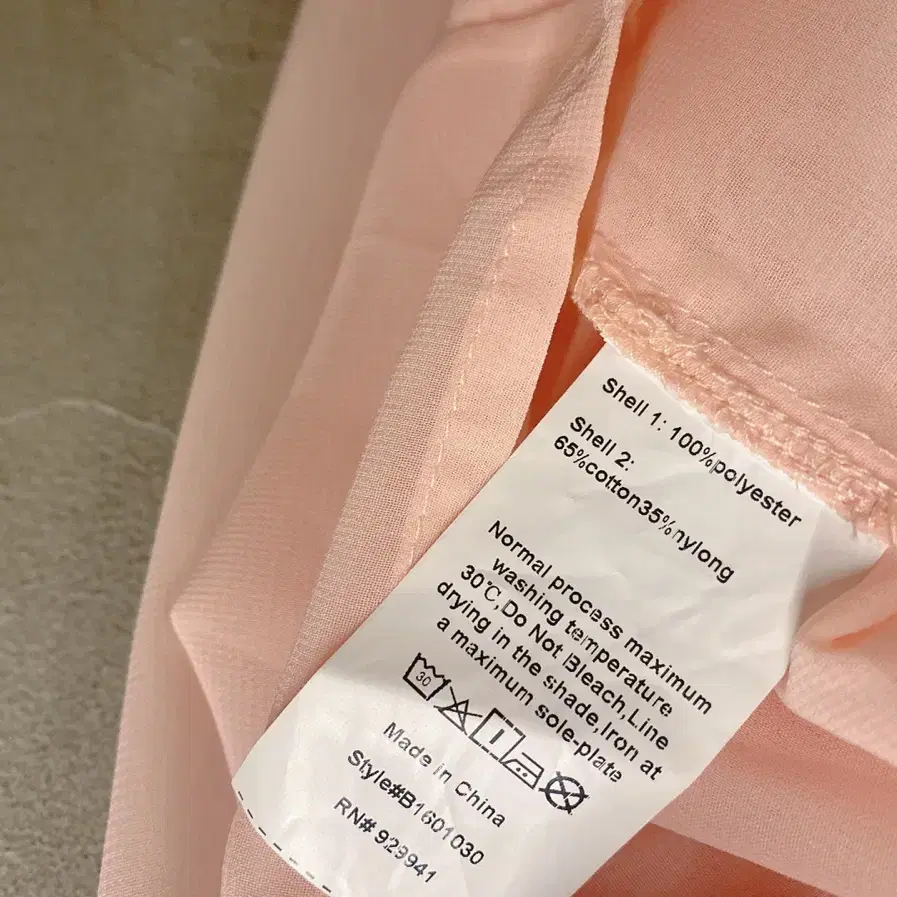 Shell 1: 100%polyester
Shell 2:
65%cotton35%nylong
Normal process maximum
washing temperature
30℃,Do Not Bleach,Line
drying in the shade,Iron at
a maximum sole-plate
30
Made in China
Style#B1601030
RN# 929941